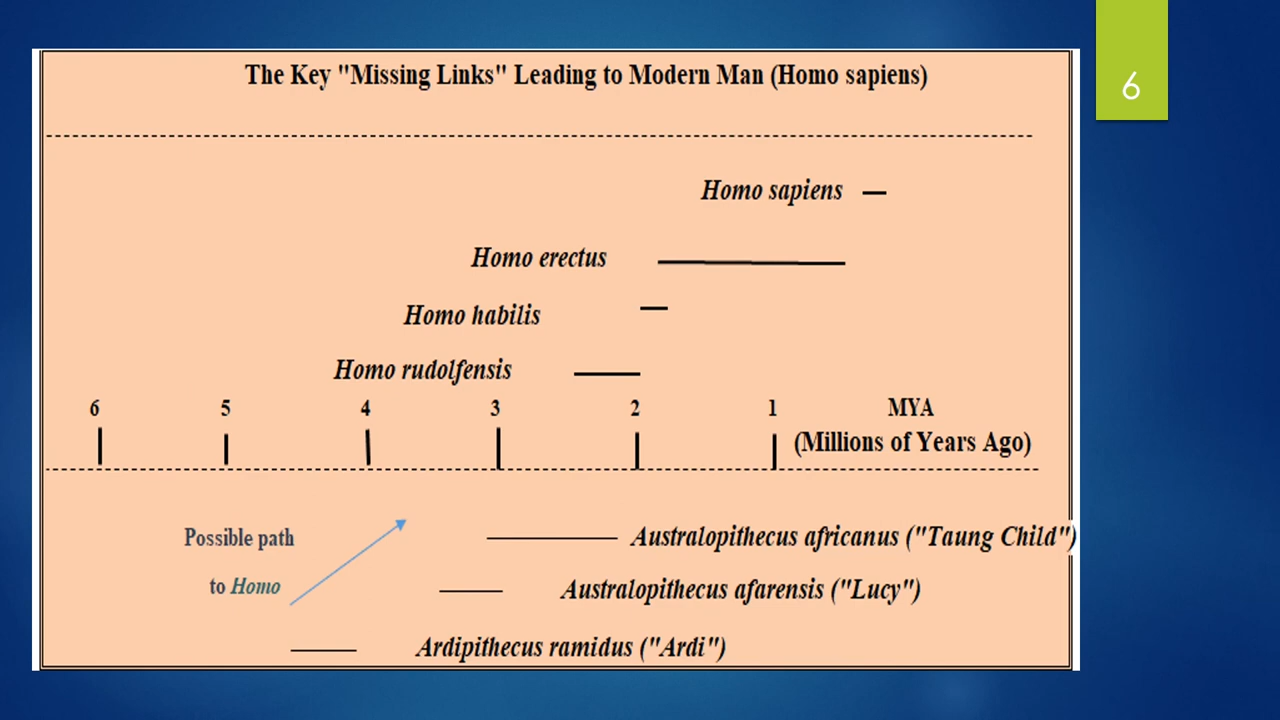 6
The Key "Missing Links" Leading to Modern Man (Homo sapiens)
Homo sapiens
Homo erectus
Homo habilis
Homo rudolfensis
6 5 4 3 2 1 MYA
(Millions of Years Ago)
Possible path
to Homo
Australopithecus africanus ("Taung Child")
Australopithecus afarensis ("Lucy")
Ardipithecus ramidus ("Ardi")